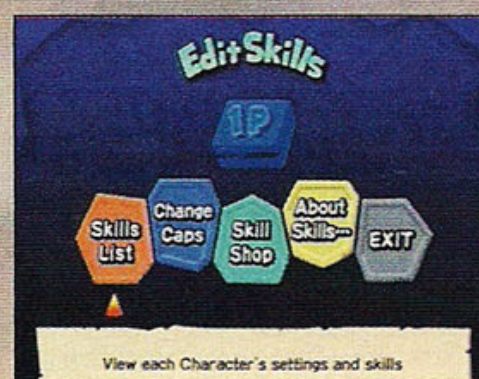 Edit Skills
1P
Skills
List
Change
Caps
Skill
Shop
About
Skills...
EXIT
View each Character's settings and skills